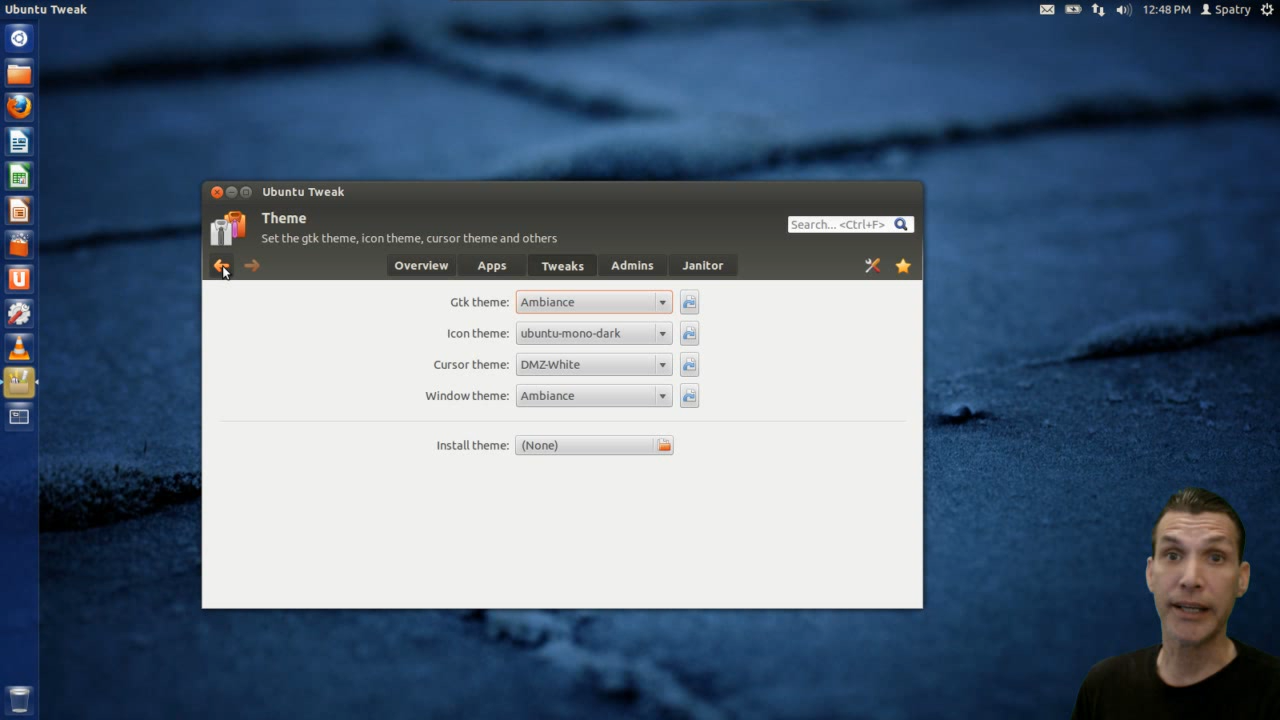 Ubuntu Tweak
12:48 PM Spatry
Ubuntu Tweak
Theme
Set the gtk theme, icon theme, cursor theme and others
Search... <Ctrl+F>
Overview Apps Tweaks Admins Janitor
Gtk theme: Ambiance
Icon theme: ubuntu-mono-dark
Cursor theme: DMZ-White
Window theme: Ambiance
Install theme: (None)